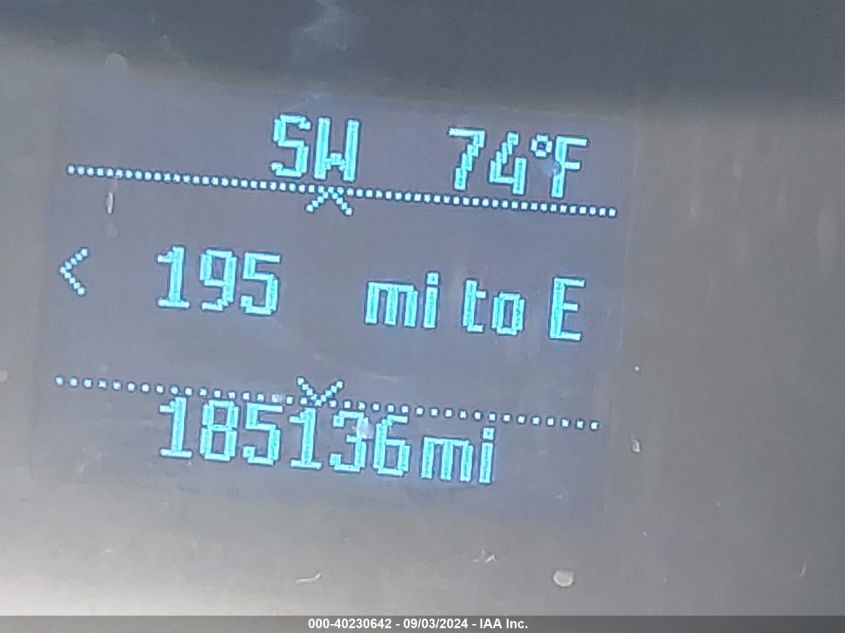 SW 74°F
< 195 mi to E
185136mi
000-40230642 - 09/03/2024 - IAA Inc.